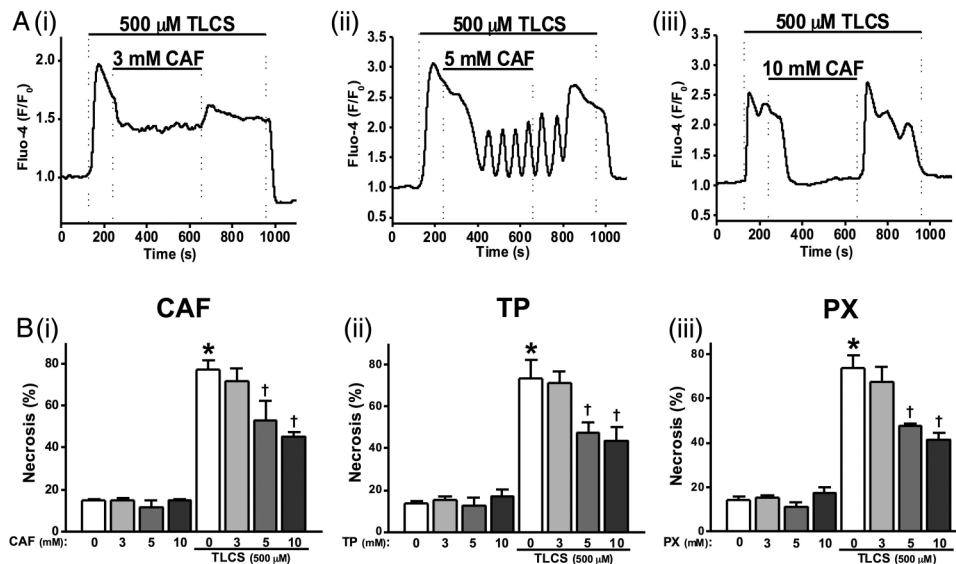 A (i)
500 μM TLCS
3 mM CAF
Fluo-4 (F/F0)
2.0
1.5
1.0
0 200 400 600 800 1000
Time (s)
(ii)
500 μM TLCS
5 mM CAF
Fluo-4 (F/F0)
3.5
3.0
2.5
2.0
1.5
1.0
0.5
0 200 400 600 800 1000
Time (s)
(iii)
500 μM TLCS
10 mM CAF
Fluo-4 (F/F0)
3.5
3.0
2.5
2.0
1.5
1.0
0.5
0 200 400 600 800 1000
Time (s)
B (i)
CAF
Necrosis (%)
80
60
40
20
0
* † †
CAF (mM): 0 3 5 10 0 3 5 10
TLCS (500 μM)
(ii)
TP
Necrosis (%)
80
60
40
20
0
* † †
TP (mM): 0 3 5 10 0 3 5 10
TLCS (500 μM)
(iii)
PX
Necrosis (%)
80
60
40
20
0
* † †
PX (mM): 0 3 5 10 0 3 5 10
TLCS (500 μM)